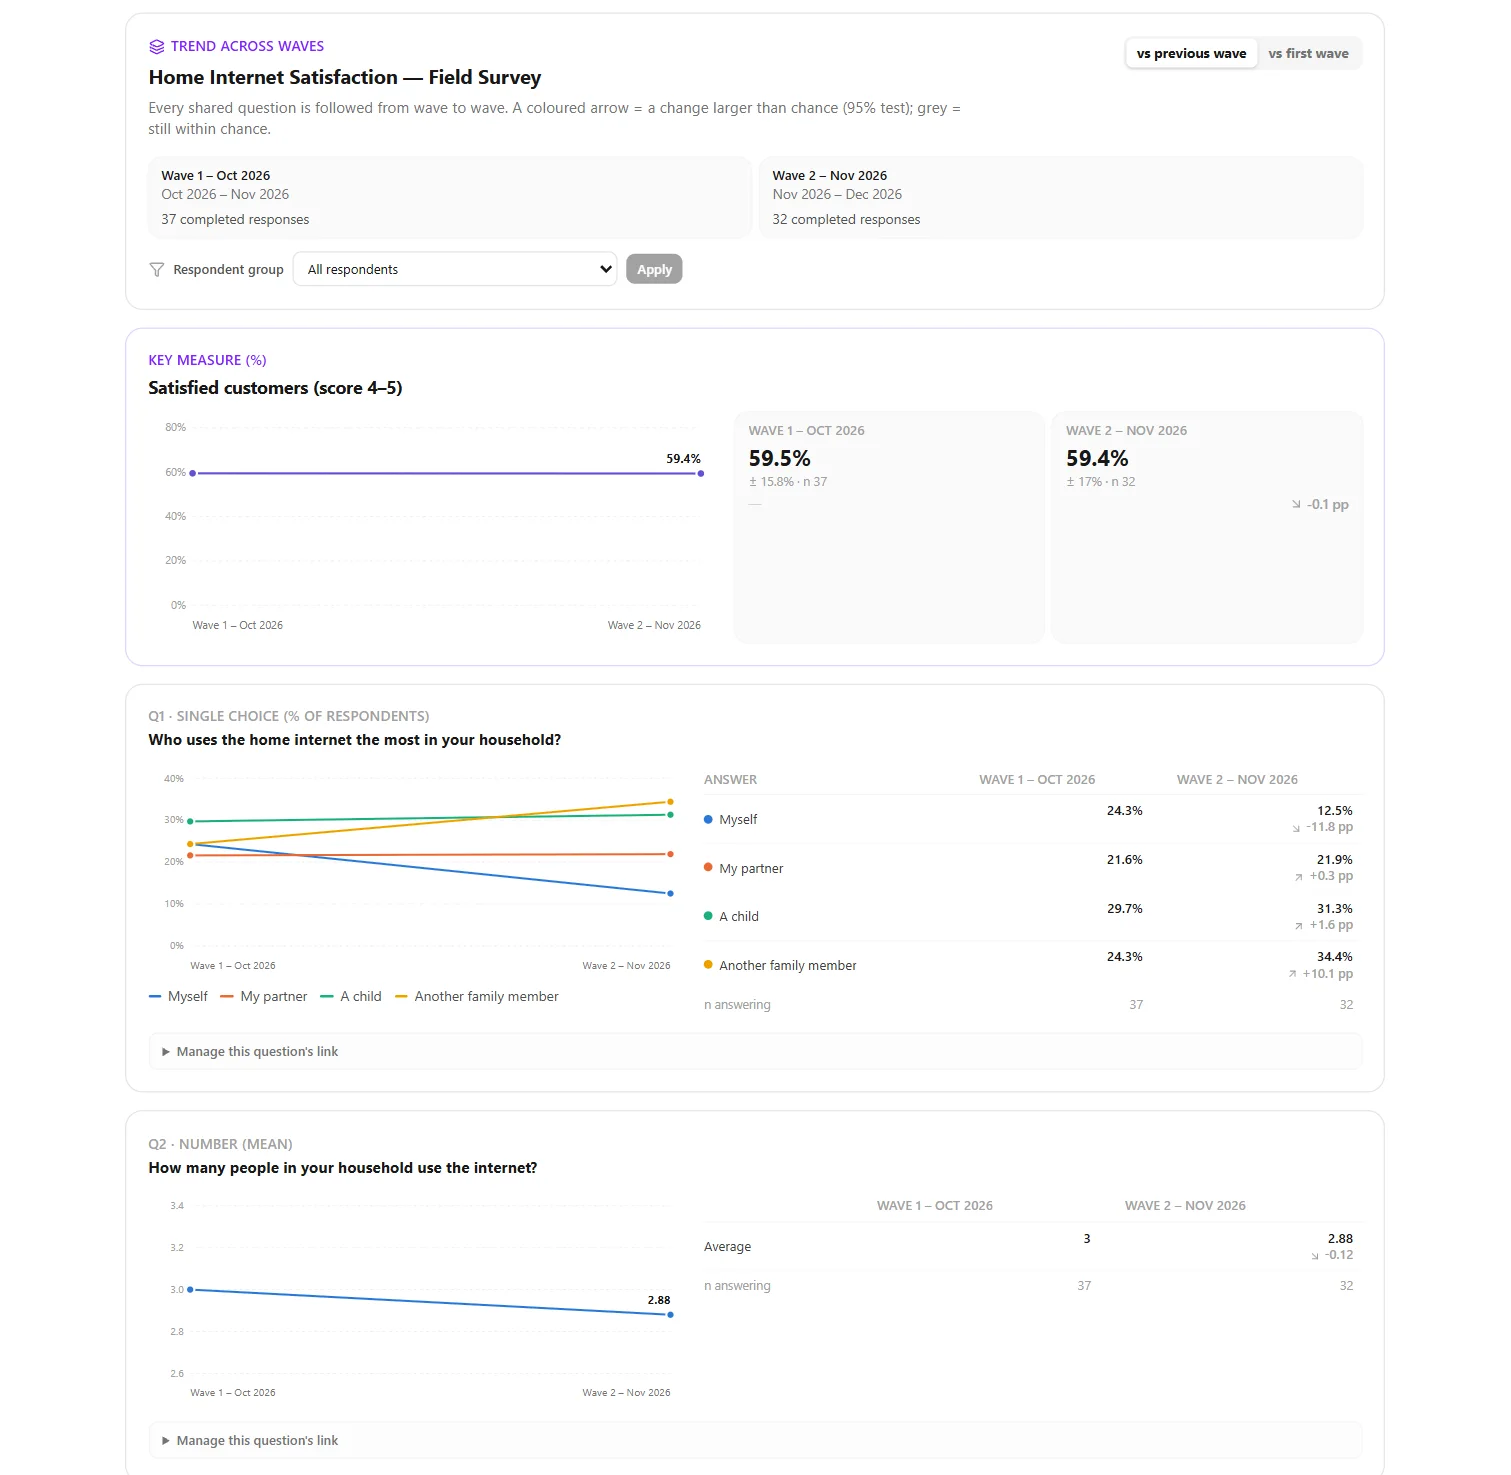 TREND ACROSS WAVES
vs previous wave vs first wave
Home Internet Satisfaction — Field Survey
Every shared question is followed from wave to wave. A coloured arrow = a change larger than chance (95% test); grey =
still within chance.
Wave 1 – Oct 2026
Oct 2026 – Nov 2026
37 completed responses
Wave 2 – Nov 2026
Nov 2026 – Dec 2026
32 completed responses
Respondent group All respondents Apply
KEY MEASURE (%)
Satisfied customers (score 4–5)
80%
60%
40%
20%
0%
59.4%
Wave 1 – Oct 2026 Wave 2 – Nov 2026
WAVE 1 – OCT 2026
59.5%
± 15.8% · n 37
—
WAVE 2 – NOV 2026
59.4%
± 17% · n 32
↘ -0.1 pp
Q1 · SINGLE CHOICE (% OF RESPONDENTS)
Who uses the home internet the most in your household?
40%
30%
20%
10%
0%
Wave 1 – Oct 2026 Wave 2 – Nov 2026
Myself My partner A child Another family member
ANSWER WAVE 1 – OCT 2026 WAVE 2 – NOV 2026
Myself 24.3% 12.5%
↘ -11.8 pp
My partner 21.6% 21.9%
↗ +0.3 pp
A child 29.7% 31.3%
↗ +1.6 pp
Another family member 24.3% 34.4%
↗ +10.1 pp
n answering 37 32
▶ Manage this question's link
Q2 · NUMBER (MEAN)
How many people in your household use the internet?
3.4
3.2
3.0
2.8
2.6
2.88
Wave 1 – Oct 2026 Wave 2 – Nov 2026
WAVE 1 – OCT 2026 WAVE 2 – NOV 2026
Average 3 2.88
↘ -0.12
n answering 37 32
▶ Manage this question's link